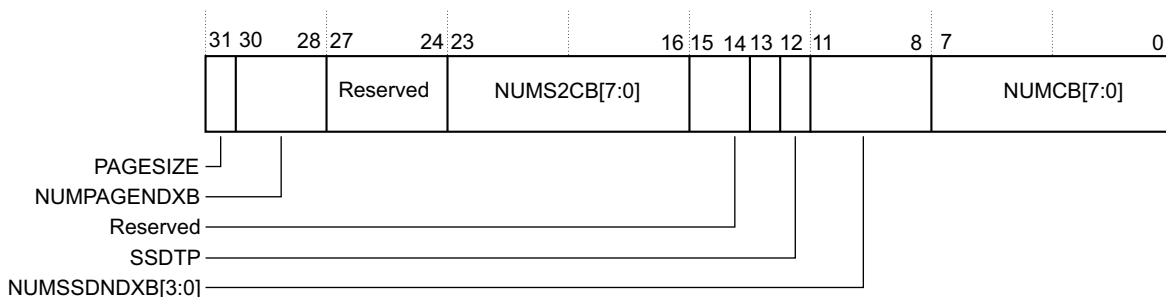 31 30 28 27 24 23 16 15 14 13 12 11 8 7 0
Reserved NUMS2CB[7:0] NUMCB[7:0]
PAGESIZE
NUMPAGENDXB
Reserved
SSDTP
NUMSSDNDXB[3:0]